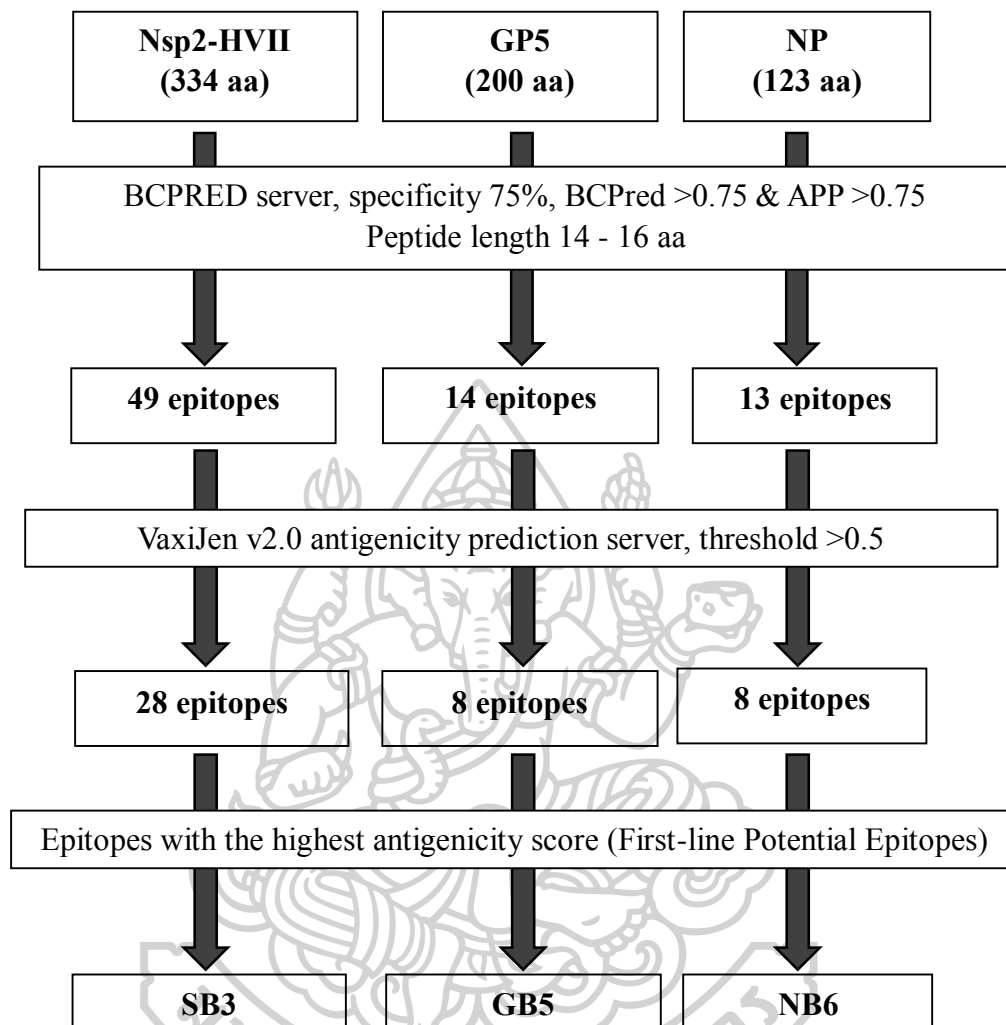 Nsp2-HVII
(334 aa)
GP5
(200 aa)
NP
(123 aa)
BCPRED server, specificity 75%, BCPred >0.75 & APP >0.75
Peptide length 14 - 16 aa
49 epitopes
14 epitopes
13 epitopes
VaxiJen v2.0 antigenicity prediction server, threshold >0.5
28 epitopes
8 epitopes
8 epitopes
Epitopes with the highest antigenicity score (First-line Potential Epitopes)
SB3
GB5
NB6